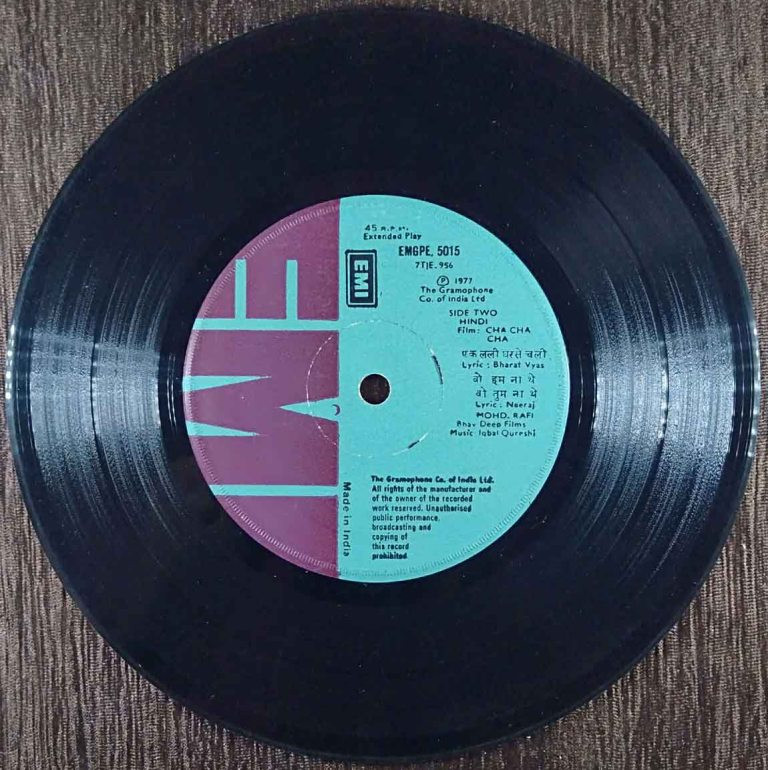 45 R.P.M.
Extended Play
EMGPE. 5015
7TJE.956
EMI
Ⓟ 1977
The Gramophone
Co. of India Ltd
SIDE TWO
HINDI
Film: CHA CHA
CHA
एक लली घरते चली
Lyric : Bharat Vyas
वो हम ना थे
वो तुम ना थे
Lyric : Neeraj
MOHD. RAFI
Bhav Deep Films
Music Iqbal Qureshi
EMI
The Gramophone Co. of India Ltd.
All rights of the manufacturer and
of the owner of the recorded
work reserved. Unauthorised
public performance,
broadcasting and
copying of
this record
prohibited
Made in India